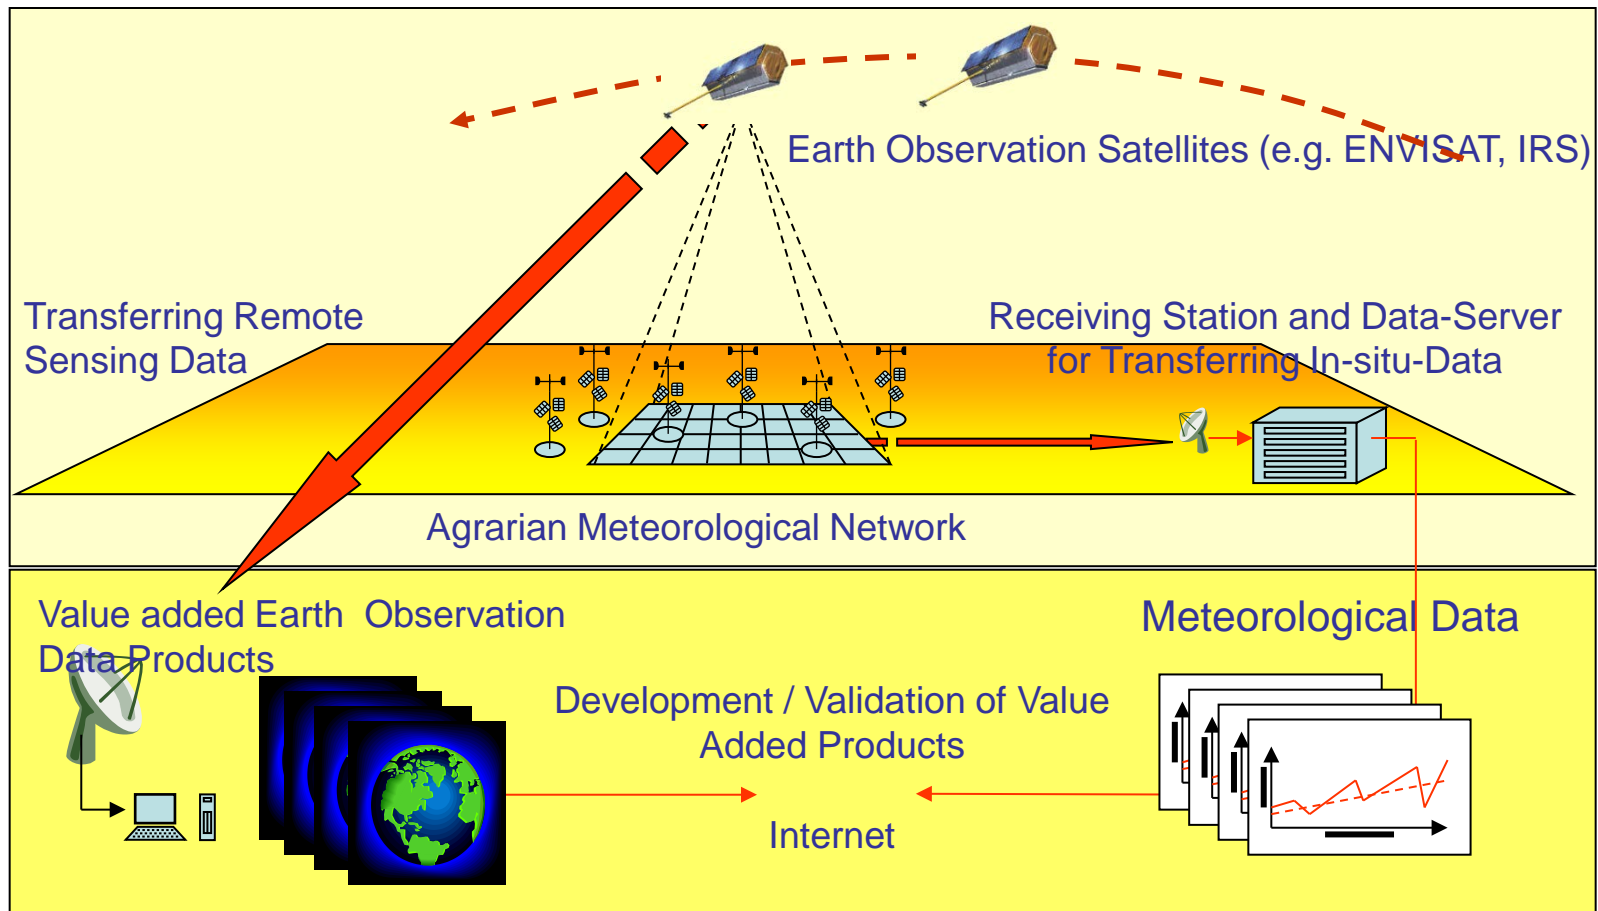 Earth Observation Satellites (e.g. ENVISAT, IRS)
Transferring Remote
Sensing Data
Receiving Station and Data-Server
for Transferring In-situ-Data
Agrarian Meteorological Network
Value added Earth  Observation
Data Products
Meteorological Data
Development / Validation of Value
Added Products
Internet